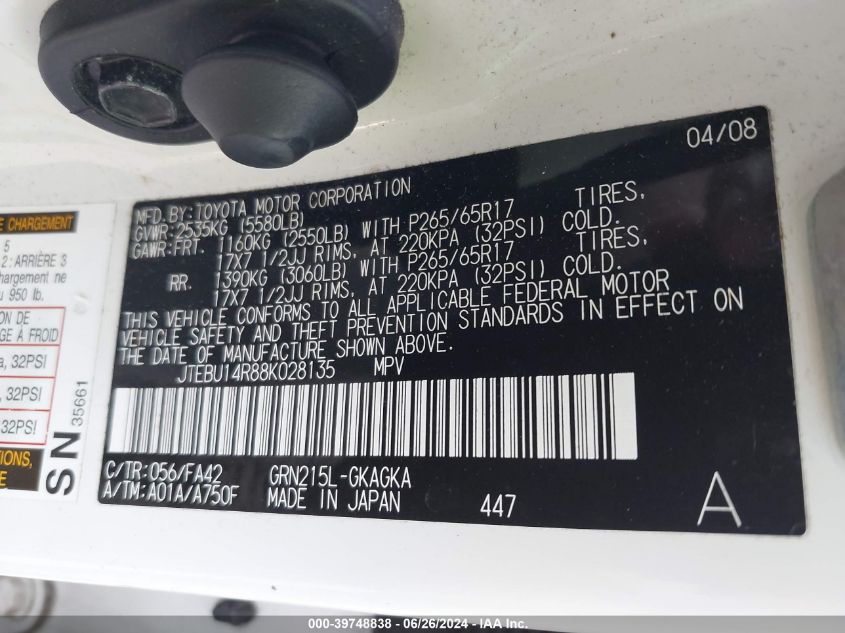 04/08
MFD. BY: TOYOTA MOTOR CORPORATION
GVWR: 2535KG (5580LB)
GAWR: FRT. 1160KG (2550LB) WITH P265/65R17 TIRES,
17X7 1/2JJ RIMS, AT 220KPA (32PSI) COLD.
RR. 1390KG (3060LB) WITH P265/65R17 TIRES,
17X7 1/2JJ RIMS, AT 220KPA (32PSI) COLD.
THIS VEHICLE CONFORMS TO ALL APPLICABLE FEDERAL MOTOR
VEHICLE SAFETY AND THEFT PREVENTION STANDARDS IN EFFECT ON
THE DATE OF MANUFACTURE SHOWN ABOVE.
JTEBU14R88K028135 MPV
C/TR: 056/FA42 GRN215L-GKAGKA
A/TM: A01A/A750F MADE IN JAPAN 447 A
CHARGEMENT
5
2: ARRIÈRE 3
hargement ne
950 lb.
ON DE
GE À FROID
a, 32PSI
, 32PSI
32PSI
IONS,
E
SN 35661
000-39748838 - 06/26/2024 - IAA Inc.